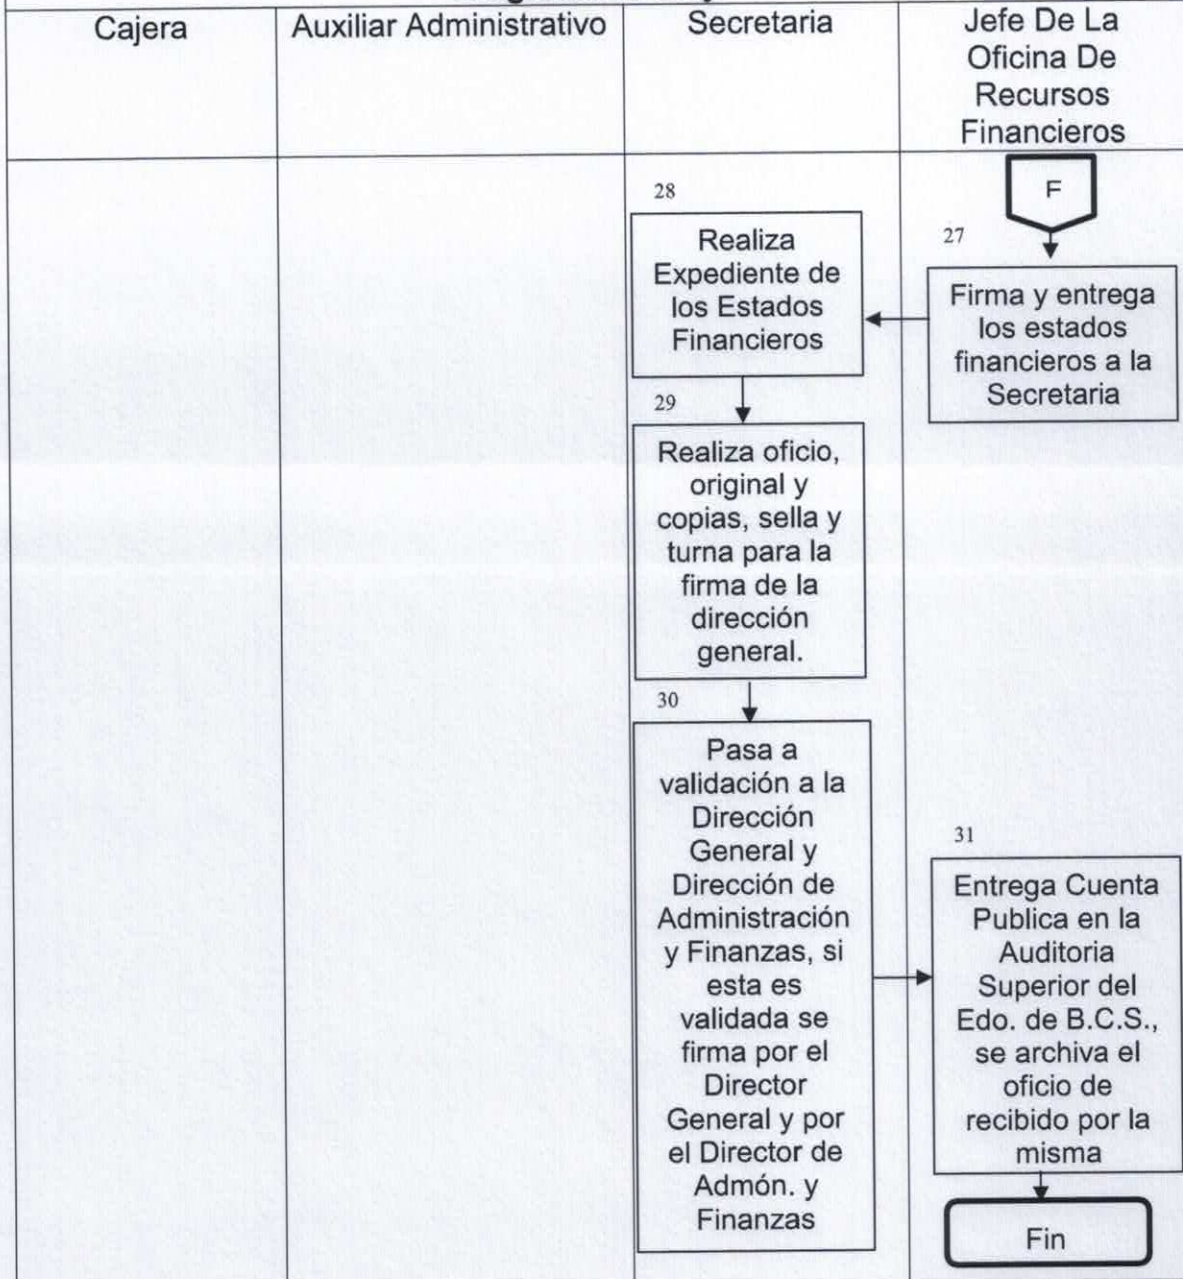 Cajera
Auxiliar Administrativo
Secretaria
Jefe De La
Oficina De
Recursos
Financieros
F
27
Firma y entrega
los estados
financieros a la
Secretaria
28
Realiza
Expediente de
los Estados
Financieros
29
Realiza oficio,
original y
copias, sella y
turna para la
firma de la
dirección
general.
30
Pasa a
validación a la
Dirección
General y
Dirección de
Administración
y Finanzas, si
esta es
validada se
firma por el
Director
General y por
el Director de
Admón. y
Finanzas
31
Entrega Cuenta
Publica en la
Auditoria
Superior del
Edo. de B.C.S.,
se archiva el
oficio de
recibido por la
misma
Fin